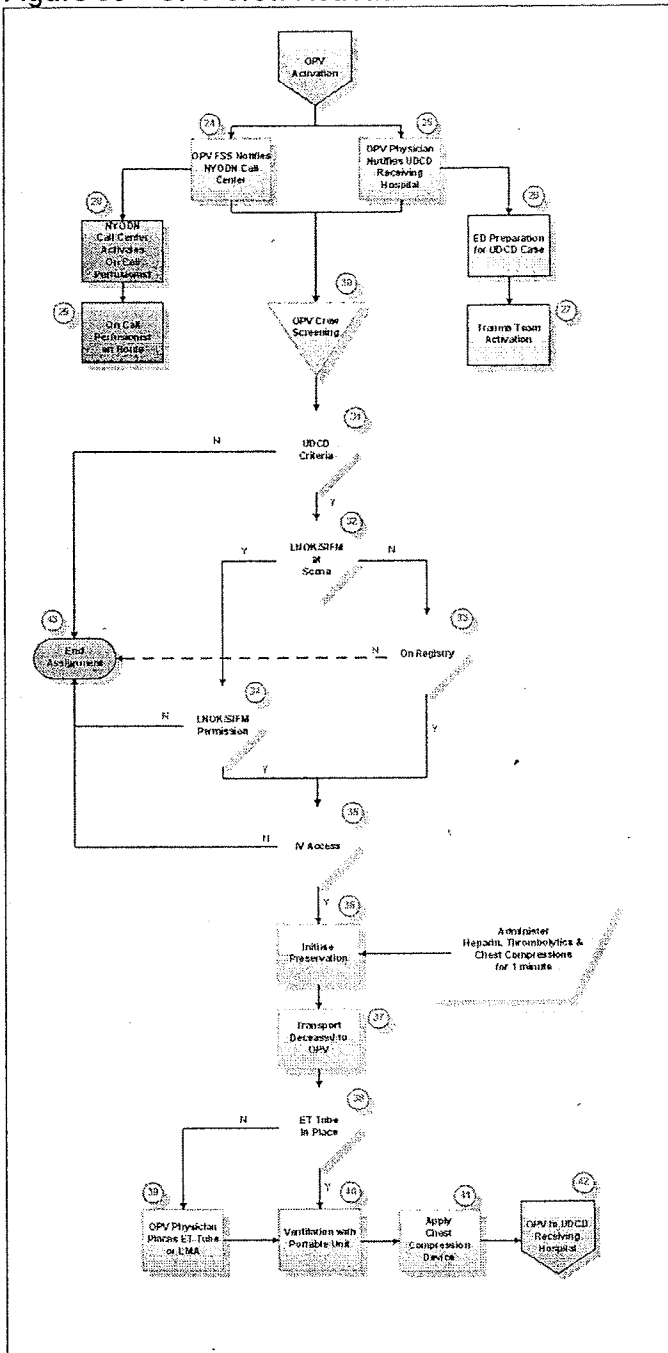 OPV
Activation
24
OPV FSS Notifies
NYODN Call
Center
25
OPV Physician
Notifies UDCD
Receiving
Hospital
28
NYODN
Call Center
Activates
On Call
Perfusionist
26
ED Preparation
for UDCD Case
29
On Call
Perfusionist
en Route
30
OPV Crew
Screening
27
Trauma Team
Activation
31
UDCD
Criteria
N
Y
32
LNOK/SIFM
at
Scene
Y
N
43
End
Assignment
33
On Registry
N
Y
34
LNOK/SIFM
Permission
N
Y
35
IV Access
N
Y
36
Initiate
Preservation
Administer
Heparin, Thrombolytics &
Chest Compressions
for 1 minute
37
Transport
Deceased to
OPV
38
ET Tube
in Place
N
Y
39
OPV Physician
Places ET Tube
or LMA
40
Ventilation with
Portable Unit
41
Apply
Chest
Compression
Device
42
OPV to UDCD
Receiving
Hospital